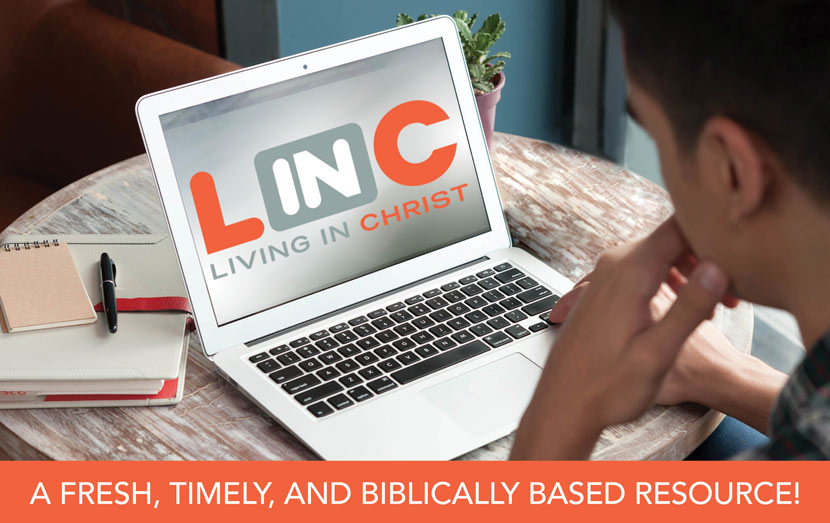 LINC
LIVING IN CHRIST
A FRESH, TIMELY, AND BIBLICALLY BASED RESOURCE!